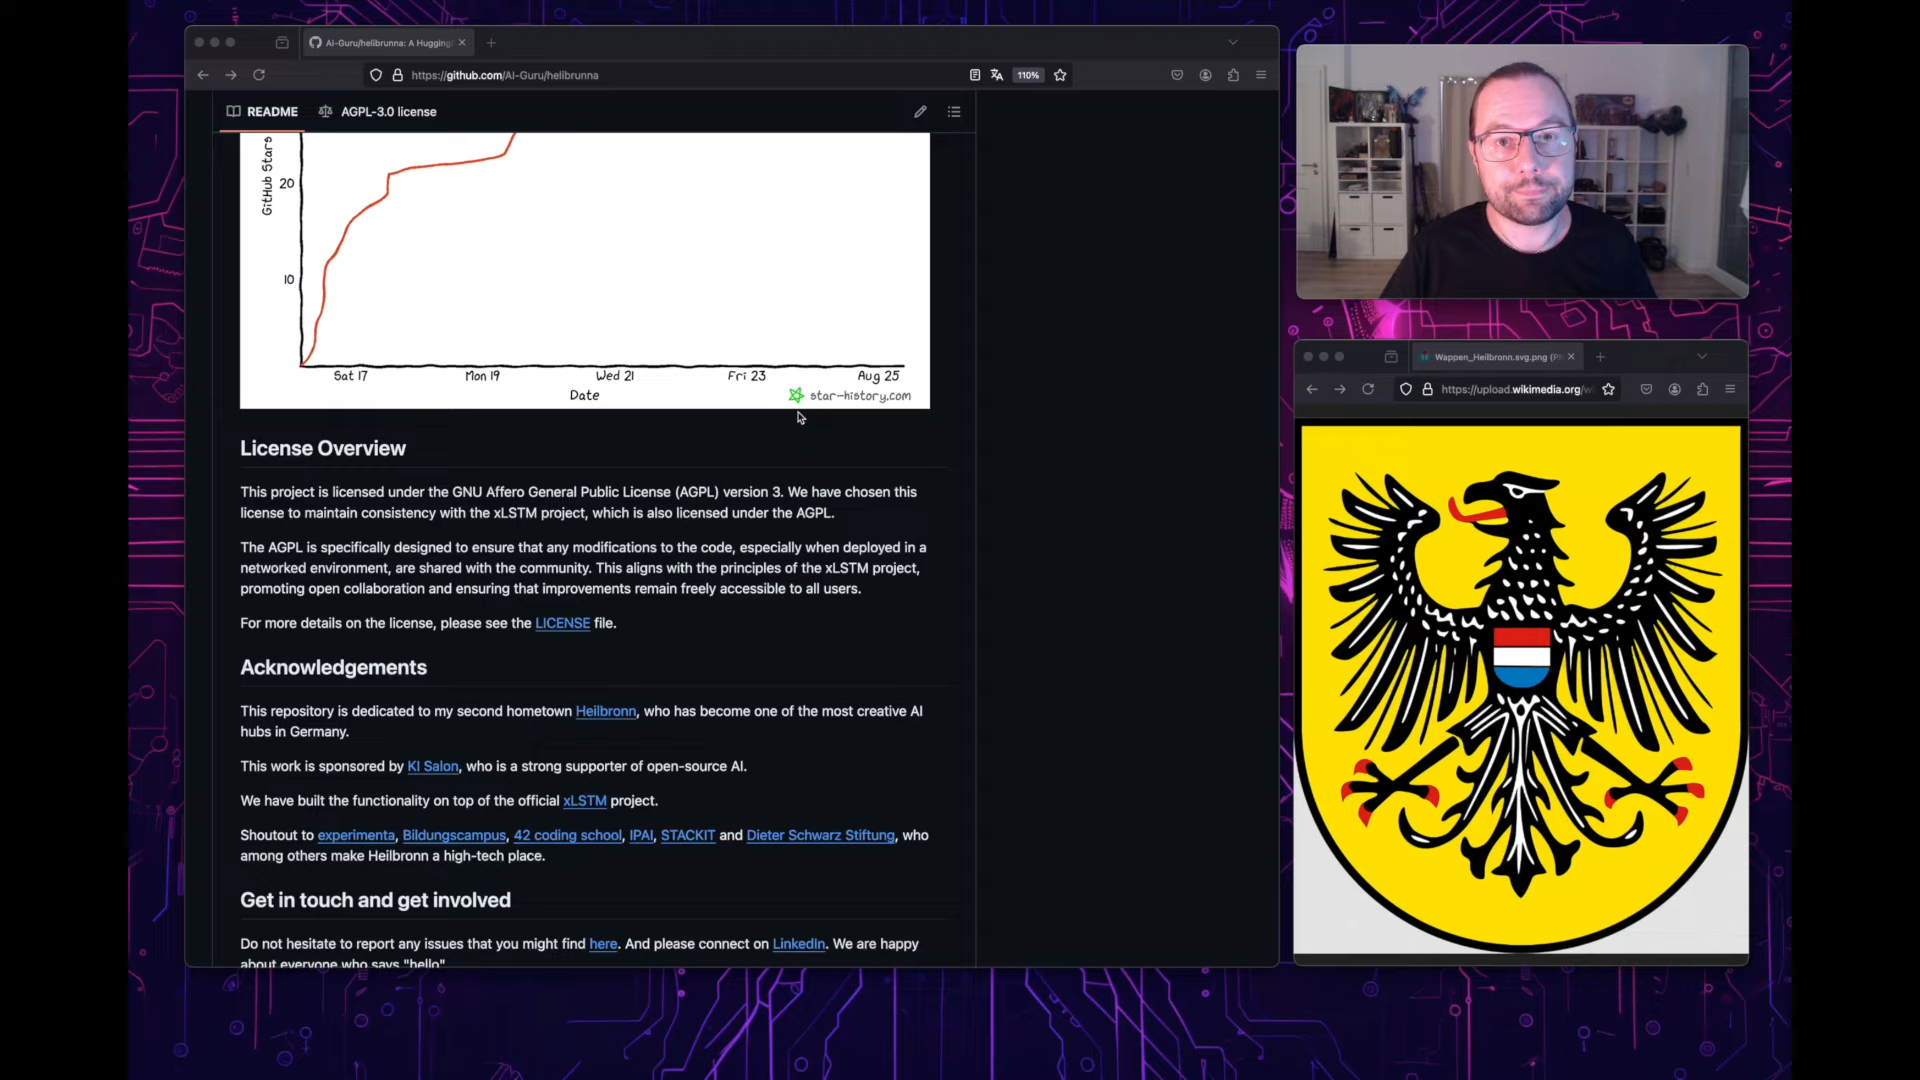 AI-Guru/helibrunna: A Hugging
https://github.com/AI-Guru/helibrunna
110%
README
AGPL-3.0 license
GitHub Stars
20
10
Sat 17
Mon 19
Wed 21
Fri 23
Aug 25
Date
star-history.com
License Overview
This project is licensed under the GNU Affero General Public License (AGPL) version 3. We have chosen this
license to maintain consistency with the xLSTM project, which is also licensed under the AGPL.
The AGPL is specifically designed to ensure that any modifications to the code, especially when deployed in a
networked environment, are shared with the community. This aligns with the principles of the xLSTM project,
promoting open collaboration and ensuring that improvements remain freely accessible to all users.
For more details on the license, please see the LICENSE file.
Acknowledgements
This repository is dedicated to my second hometown Heilbronn, who has become one of the most creative AI
hubs in Germany.
This work is sponsored by KI Salon, who is a strong supporter of open-source AI.
We have built the functionality on top of the official xLSTM project.
Shoutout to experimenta, Bildungscampus, 42 coding school, IPAI, STACKIT and Dieter Schwarz Stiftung, who
among others make Heilbronn a high-tech place.
Get in touch and get involved
Do not hesitate to report any issues that you might find here. And please connect on LinkedIn. We are happy
about everyone who says "hello"
Wappen_Heilbronn.svg.png (P
https://upload.wikimedia.org/w